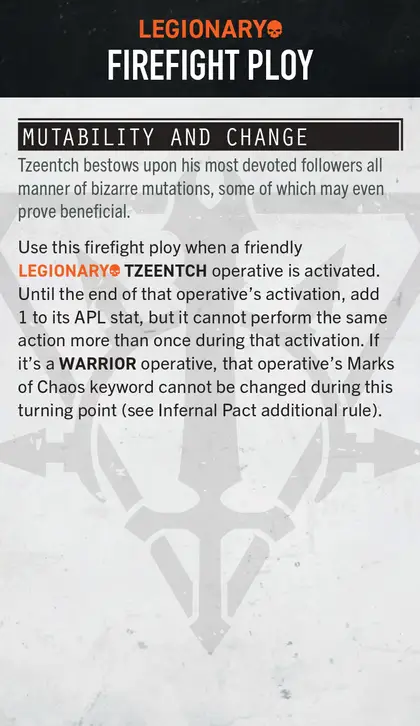 LEGIONARY
FIREFIGHT PLOY
MUTABILITY AND CHANGE
Tzeentch bestows upon his most devoted followers all
manner of bizarre mutations, some of which may even
prove beneficial.
Use this firefight ploy when a friendly
LEGIONARY TZEENTCH operative is activated.
Until the end of that operative’s activation, add
1 to its APL stat, but it cannot perform the same
action more than once during that activation. If
it’s a WARRIOR operative, that operative’s Marks
of Chaos keyword cannot be changed during this
turning point (see Infernal Pact additional rule).